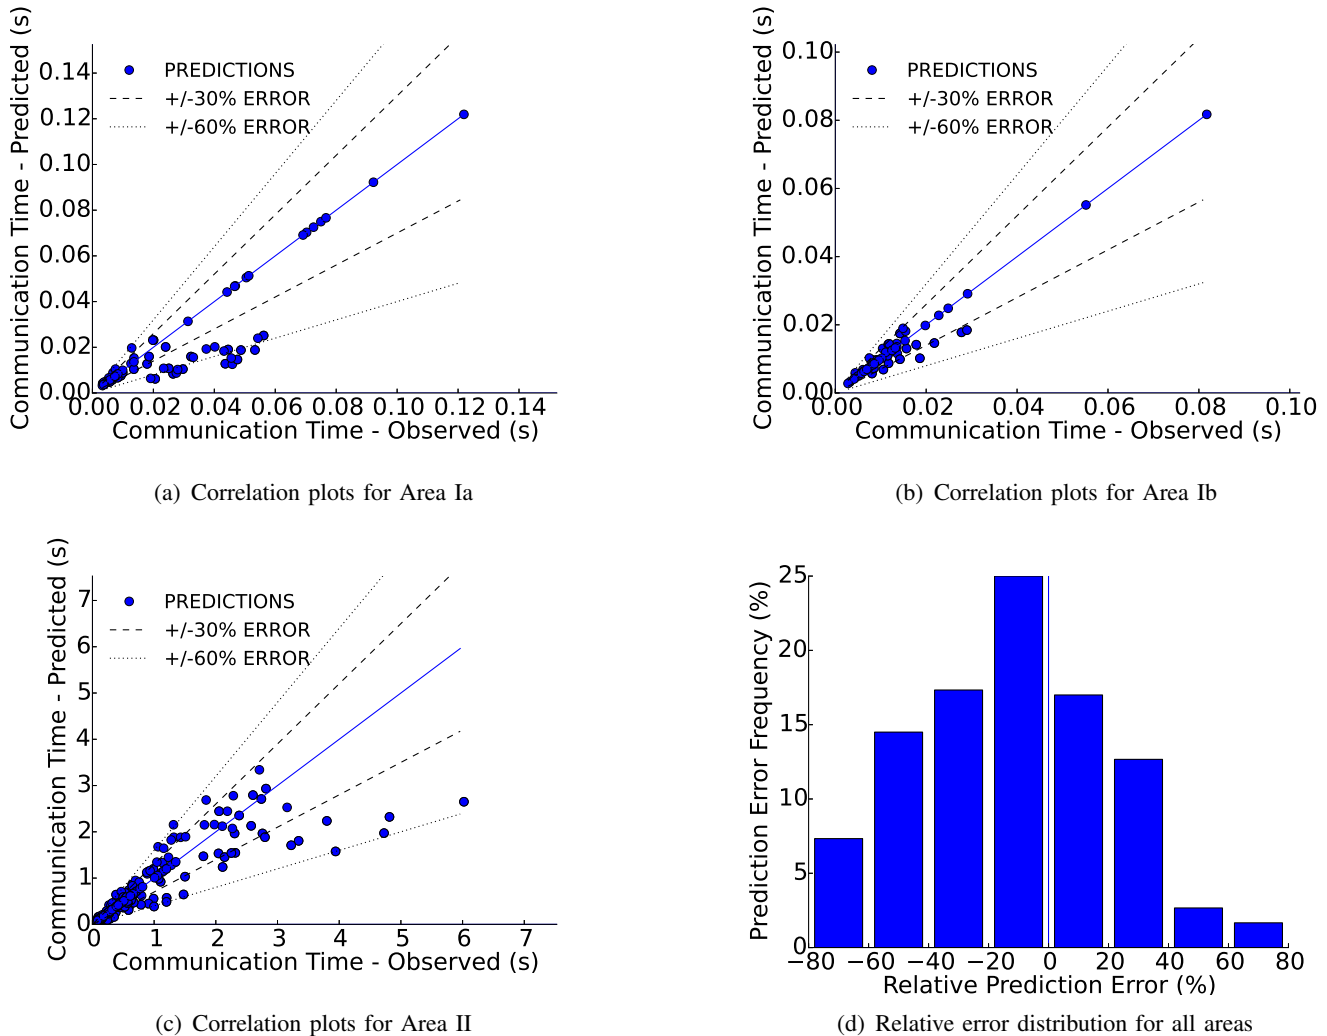 Communication Time - Predicted (s)
0.14
0.12
0.10
0.08
0.06
0.04
0.02
0.00
PREDICTIONS
+/-30% ERROR
+/-60% ERROR
0.00 0.02 0.04 0.06 0.08 0.10 0.12 0.14
Communication Time - Observed (s)
(a) Correlation plots for Area Ia
Communication Time - Predicted (s)
0.10
0.08
0.06
0.04
0.02
0.00
PREDICTIONS
+/-30% ERROR
+/-60% ERROR
0.00 0.02 0.04 0.06 0.08 0.10
Communication Time - Observed (s)
(b) Correlation plots for Area Ib
Communication Time - Predicted (s)
7
6
5
4
3
2
1
0
PREDICTIONS
+/-30% ERROR
+/-60% ERROR
0 1 2 3 4 5 6 7
Communication Time - Observed (s)
(c) Correlation plots for Area II
Prediction Error Frequency (%)
25
20
15
10
5
0
−80 −60 −40 −20 0 20 40 60 80
Relative Prediction Error (%)
(d) Relative error distribution for all areas